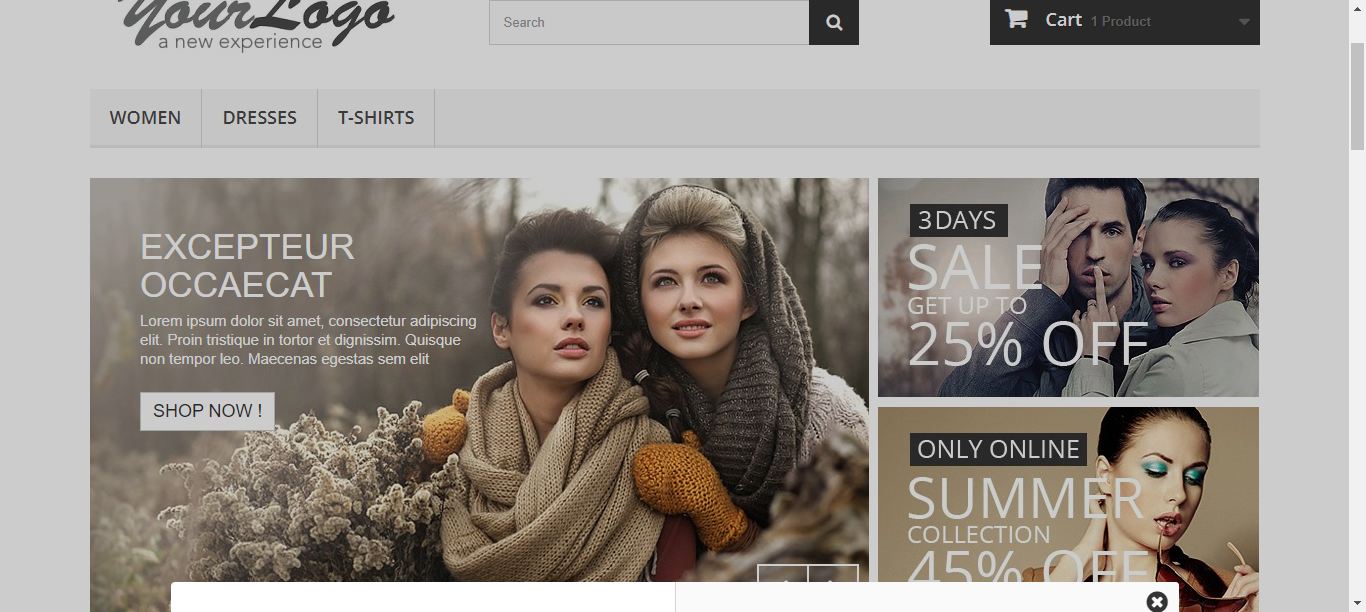 YourLogo
a new experience
Search
Cart 1 Product
WOMEN
DRESSES
T-SHIRTS
EXCEPTEUR
OCCAECAT
Lorem ipsum dolor sit amet, consectetur adipiscing
elit. Proin tristique in tortor et dignissim. Quisque
non tempor leo. Maecenas egestas sem elit
SHOP NOW !
3 DAYS
SALE
GET UP TO
25% OFF
ONLY ONLINE
SUMMER
COLLECTION
45% OFF